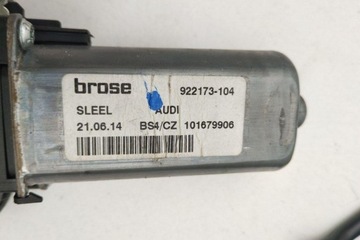 brose 922173-104
SLEEL AUDI
21.06.14 BS4/CZ 101679906